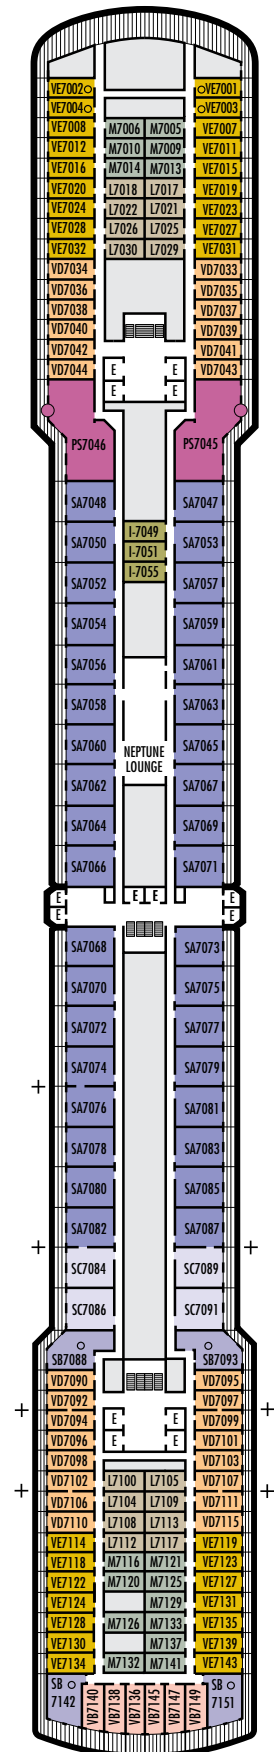 VE7002 VE7001
VE7004 VE7003
VE7008 M7006 M7005 VE7007
VE7012 M7010 M7009 VE7011
VE7016 M7014 M7013 VE7015
VE7020 L7018 L7017 VE7019
VE7024 L7022 L7021 VE7023
VE7028 L7026 L7025 VE7027
VE7032 L7030 L7029 VE7031
VD7034 VD7033
VD7036 VD7035
VD7038 VD7037
VD7040 VD7039
VD7042 VD7041
VD7044 E E VD7043
E E
PS7046 PS7045
SA7048 SA7047
I-7049
SA7050 I-7051 SA7053
SA7052 I-7055 SA7057
SA7054 SA7059
SA7056 SA7061
SA7058 SA7063
SA7060 NEPTUNE SA7065
LOUNGE
SA7062 SA7067
SA7064 SA7069
SA7066 SA7071
E E E E
E E
SA7068 SA7073
SA7070 SA7075
SA7072 SA7077
SA7074 SA7079
SA7076 SA7081
SA7078 SA7083
SA7080 SA7085
SA7082 SA7087
SC7084 SC7089
SC7086 SC7091
SB7088 SB7093
VD7090 VD7095
VD7092 VD7097
VD7094 E E VD7099
VD7096 E E VD7101
VD7098 VD7103
VD7102 L7100 L7105 VD7107
VD7106 L7104 L7109 VD7111
VD7110 L7108 L7113 VD7115
VE7114 L7112 L7117 VE7119
VE7118 M7116 M7121 VE7123
VE7122 M7120 M7125 VE7127
VE7124 M7129 VE7131
VE7128 M7126 M7133 VE7135
VE7130 M7137 VE7139
VE7134 M7132 M7141 VE7143
SB SB
7142 7151
VB7140 VB7138 VB7136 VB7145 VB7147 VB7149